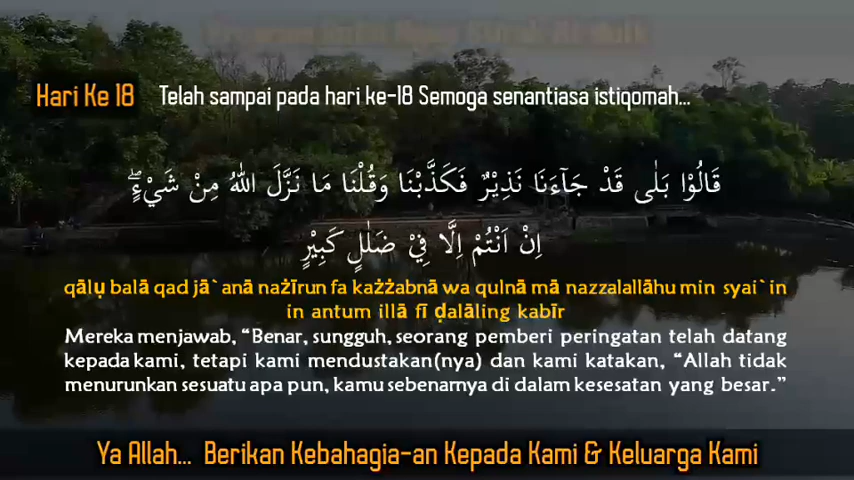 Hari Ke 18
Telah sampai pada hari ke-18 Semoga senantiasa istiqomah...
قَالُوْا بَلٰى قَدْ جَاۤءَنَا نَذِيْرٌ فَكَذَّبْنَا وَقُلْنَا مَا نَزَّلَ اللّٰهُ مِنْ شَيْءٍۖ
اِنْ اَنْتُمْ اِلَّا فِيْ ضَلٰلٍ كَبِيْرٍ
qālụ balā qad jā`anā nażīrun fa każżabnā wa qulnā mā nazzalallāhu min syai`in
in antum illā fī ḍalāling kabīr
Mereka menjawab, “Benar, sungguh, seorang pemberi peringatan telah datang
kepada kami, tetapi kami mendustakan(nya) dan kami katakan, “Allah tidak
menurunkan sesuatu apa pun, kamu sebenarnya di dalam kesesatan yang besar.”
Ya Allah... Berikan Kebahagia-an Kepada Kami & Keluarga Kami